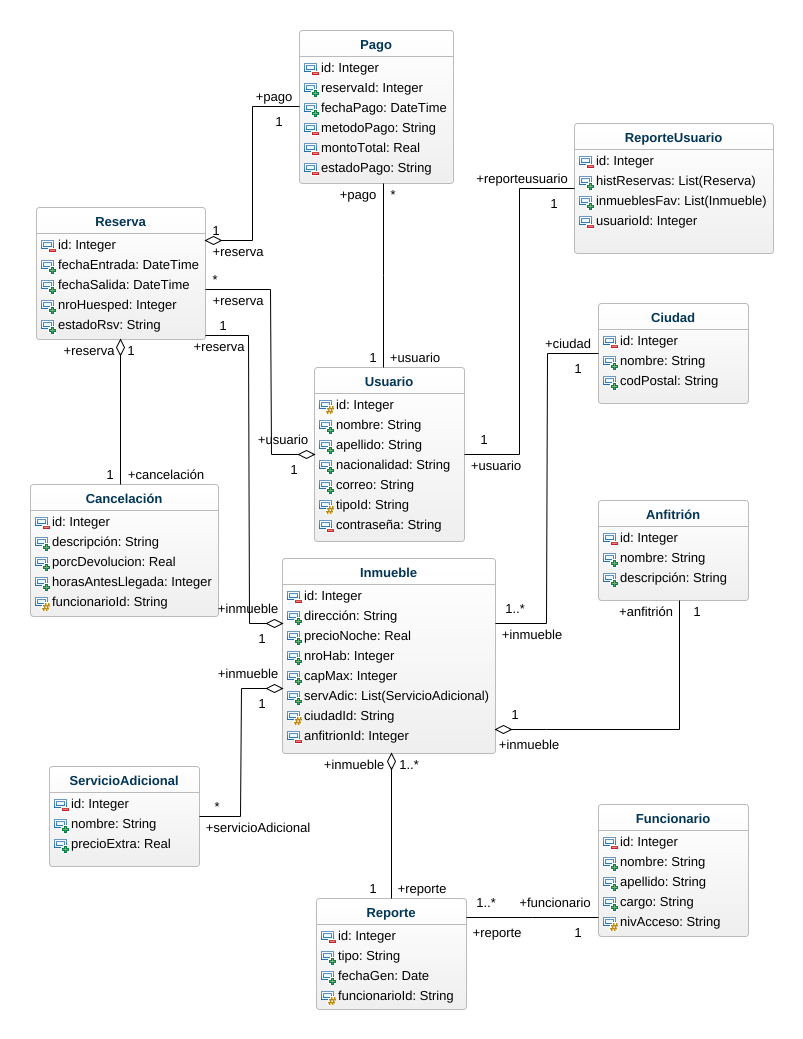 Pago
id: Integer
reservaId: Integer
fechaPago: DateTime
metodoPago: String
montoTotal: Real
estadoPago: String
+pago
1
1
+reserva
+pago *
ReporteUsuario
id: Integer
histReservas: List(Reserva)
inmueblesFav: List(Inmueble)
usuarioId: Integer
+reporteusuario
1
Reserva
id: Integer
fechaEntrada: DateTime
fechaSalida: DateTime
nroHuesped: Integer
estadoRsv: String
*
+reserva
1
+reserva
+reserva 1
Ciudad
id: Integer
nombre: String
codPostal: String
+ciudad
1
1 +usuario
Usuario
id: Integer
nombre: String
apellido: String
nacionalidad: String
correo: String
tipoId: String
contraseña: String
+usuario
1
1
+usuario
1 +cancelación
Cancelación
id: Integer
descripción: String
porcDevolucion: Real
horasAntesLlegada: Integer
funcionarioId: String
Anfitrión
id: Integer
nombre: String
descripción: String
+anfitrión 1
Inmueble
id: Integer
dirección: String
precioNoche: Real
nroHab: Integer
capMax: Integer
servAdic: List(ServicioAdicional)
ciudadId: String
anfitrionId: Integer
+inmueble
1
1..*
+inmueble
+inmueble
1
1
+inmueble
+inmueble 1..*
ServicioAdicional
id: Integer
nombre: String
precioExtra: Real
*
+servicioAdicional
Funcionario
id: Integer
nombre: String
apellido: String
cargo: String
nivAcceso: String
1 +reporte
Reporte
id: Integer
tipo: String
fechaGen: Date
funcionarioId: String
1..* +funcionario
+reporte 1